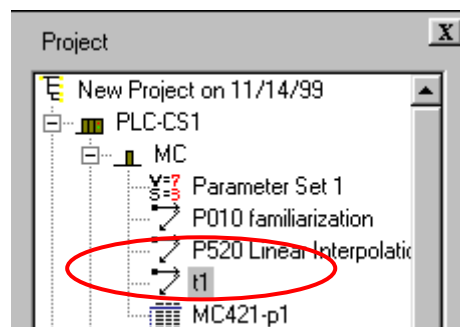 Project
X
New Project on 11/14/99
PLC-CS1
MC
Y=? S=3 Parameter Set 1
P010 familiarization
P520 Linear Interpolatic
t1
MC421-p1